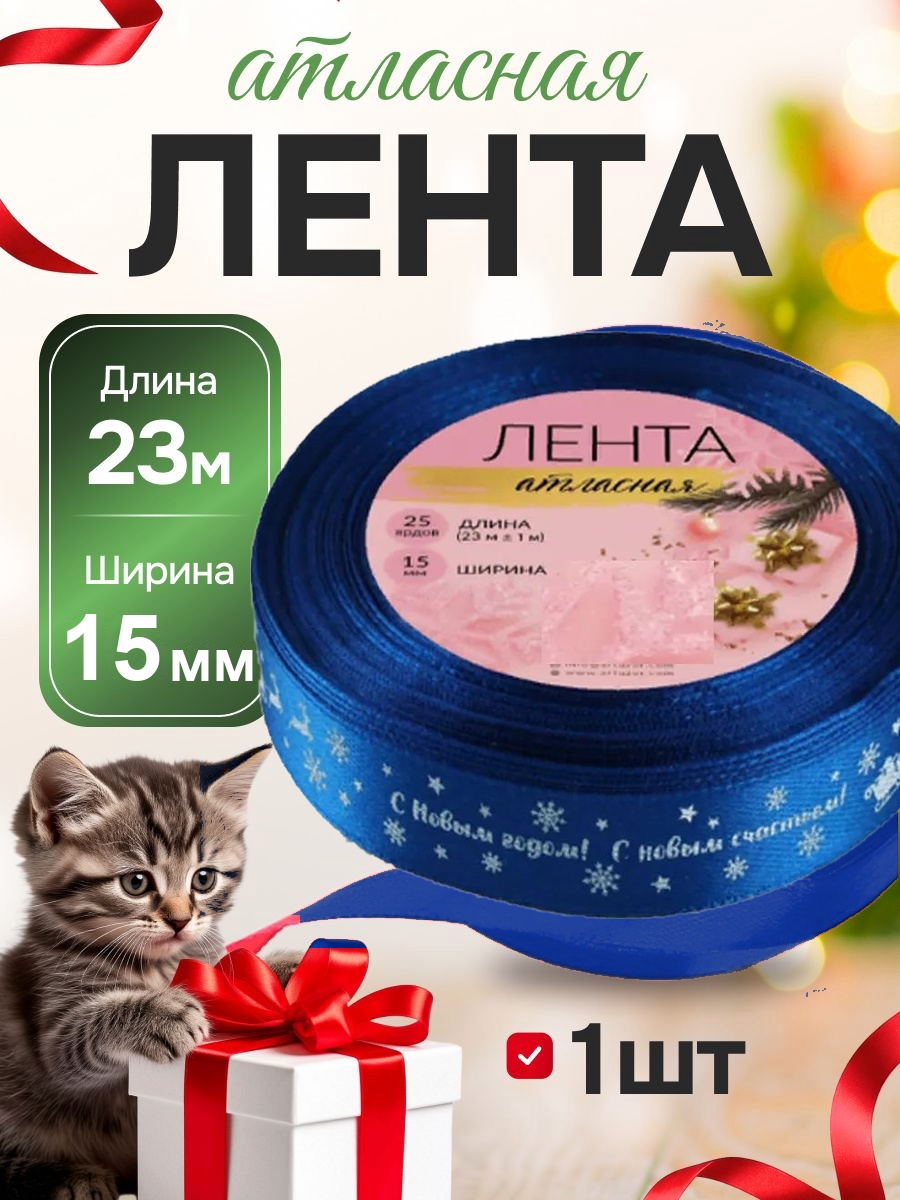 атласная
ЛЕНТА
Длина
23м
Ширина
15мм
ЛЕНТА
атласная
25
ярдов
ДЛИНА
(23 м ± 1 м)
15
мм
ШИРИНА
С Новым годом! С новым счастьем!
1шт